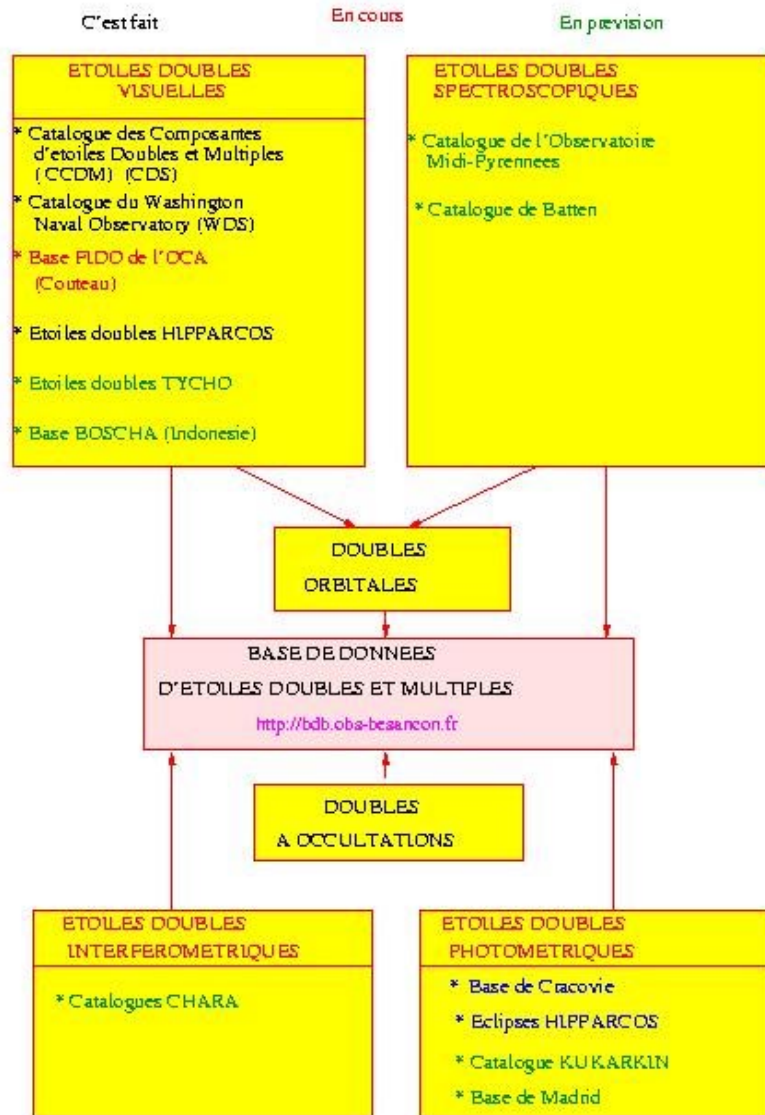 C'est fait
En cours
En prevision
ETOILES DOUBLES
VISUELLES
* Catalogue des Composantes
d'etoiles Doubles et Multiples
(CCDM) (CDS)
* Catalogue du Washington
Naval Observatory (WDS)
* Base FIDO de l'OCA
(Couteau)
* Etoiles doubles HIPPARCOS
* Etoiles doubles TYCHO
* Base BOSCHA (Indonesie)
ETOILES DOUBLES
SPECTROSCOPIQUES
* Catalogue de l'Observatoire
Midi-Pyrennees
* Catalogue de Batten
DOUBLES
ORBITALES
BASE DE DONNEES
D'ETOILES DOUBLES ET MULTIPLES
http://bdb.obs-besancon.fr
DOUBLES
A OCCULTATIONS
ETOILES DOUBLES
INTERFEROMETRIQUES
* Catalogues CHARA
ETOILES DOUBLES
PHOTOMETRIQUES
* Base de Cracovie
* Eclipses HIPPARCOS
* Catalogue KUKARKIN
* Base de Madrid